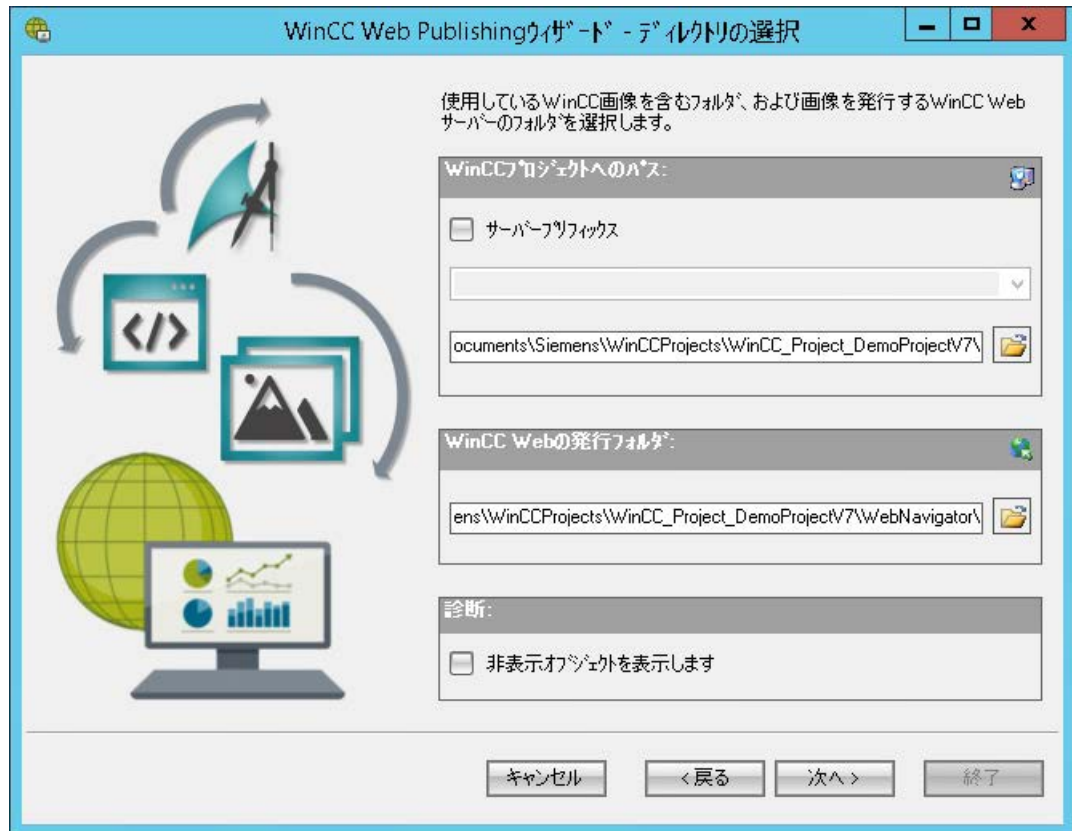 WinCC Web Publishingｳｨｻﾞｰﾄﾞ - ﾃﾞｨﾚｸﾄﾘの選択
使用しているWinCC画像を含むﾌｫﾙﾀﾞ、および画像を発行するWinCC Web
ｻｰﾊﾞｰのﾌｫﾙﾀﾞを選択します。
WinCCﾌﾟﾛｼﾞｪｸﾄへのﾊﾟｽ:
ｻｰﾊﾞｰﾌﾟﾘﾌｨｯｸｽ
ocuments\Siemens\WinCCProjects\WinCC_Project_DemoProjectV7\
WinCC Webの発行ﾌｫﾙﾀﾞ:
ens\WinCCProjects\WinCC_Project_DemoProjectV7\WebNavigator\
診断:
非表示ｵﾌﾞｼﾞｪｸﾄを表示します
</>
ｷｬﾝｾﾙ
< 戻る
次へ >
終了